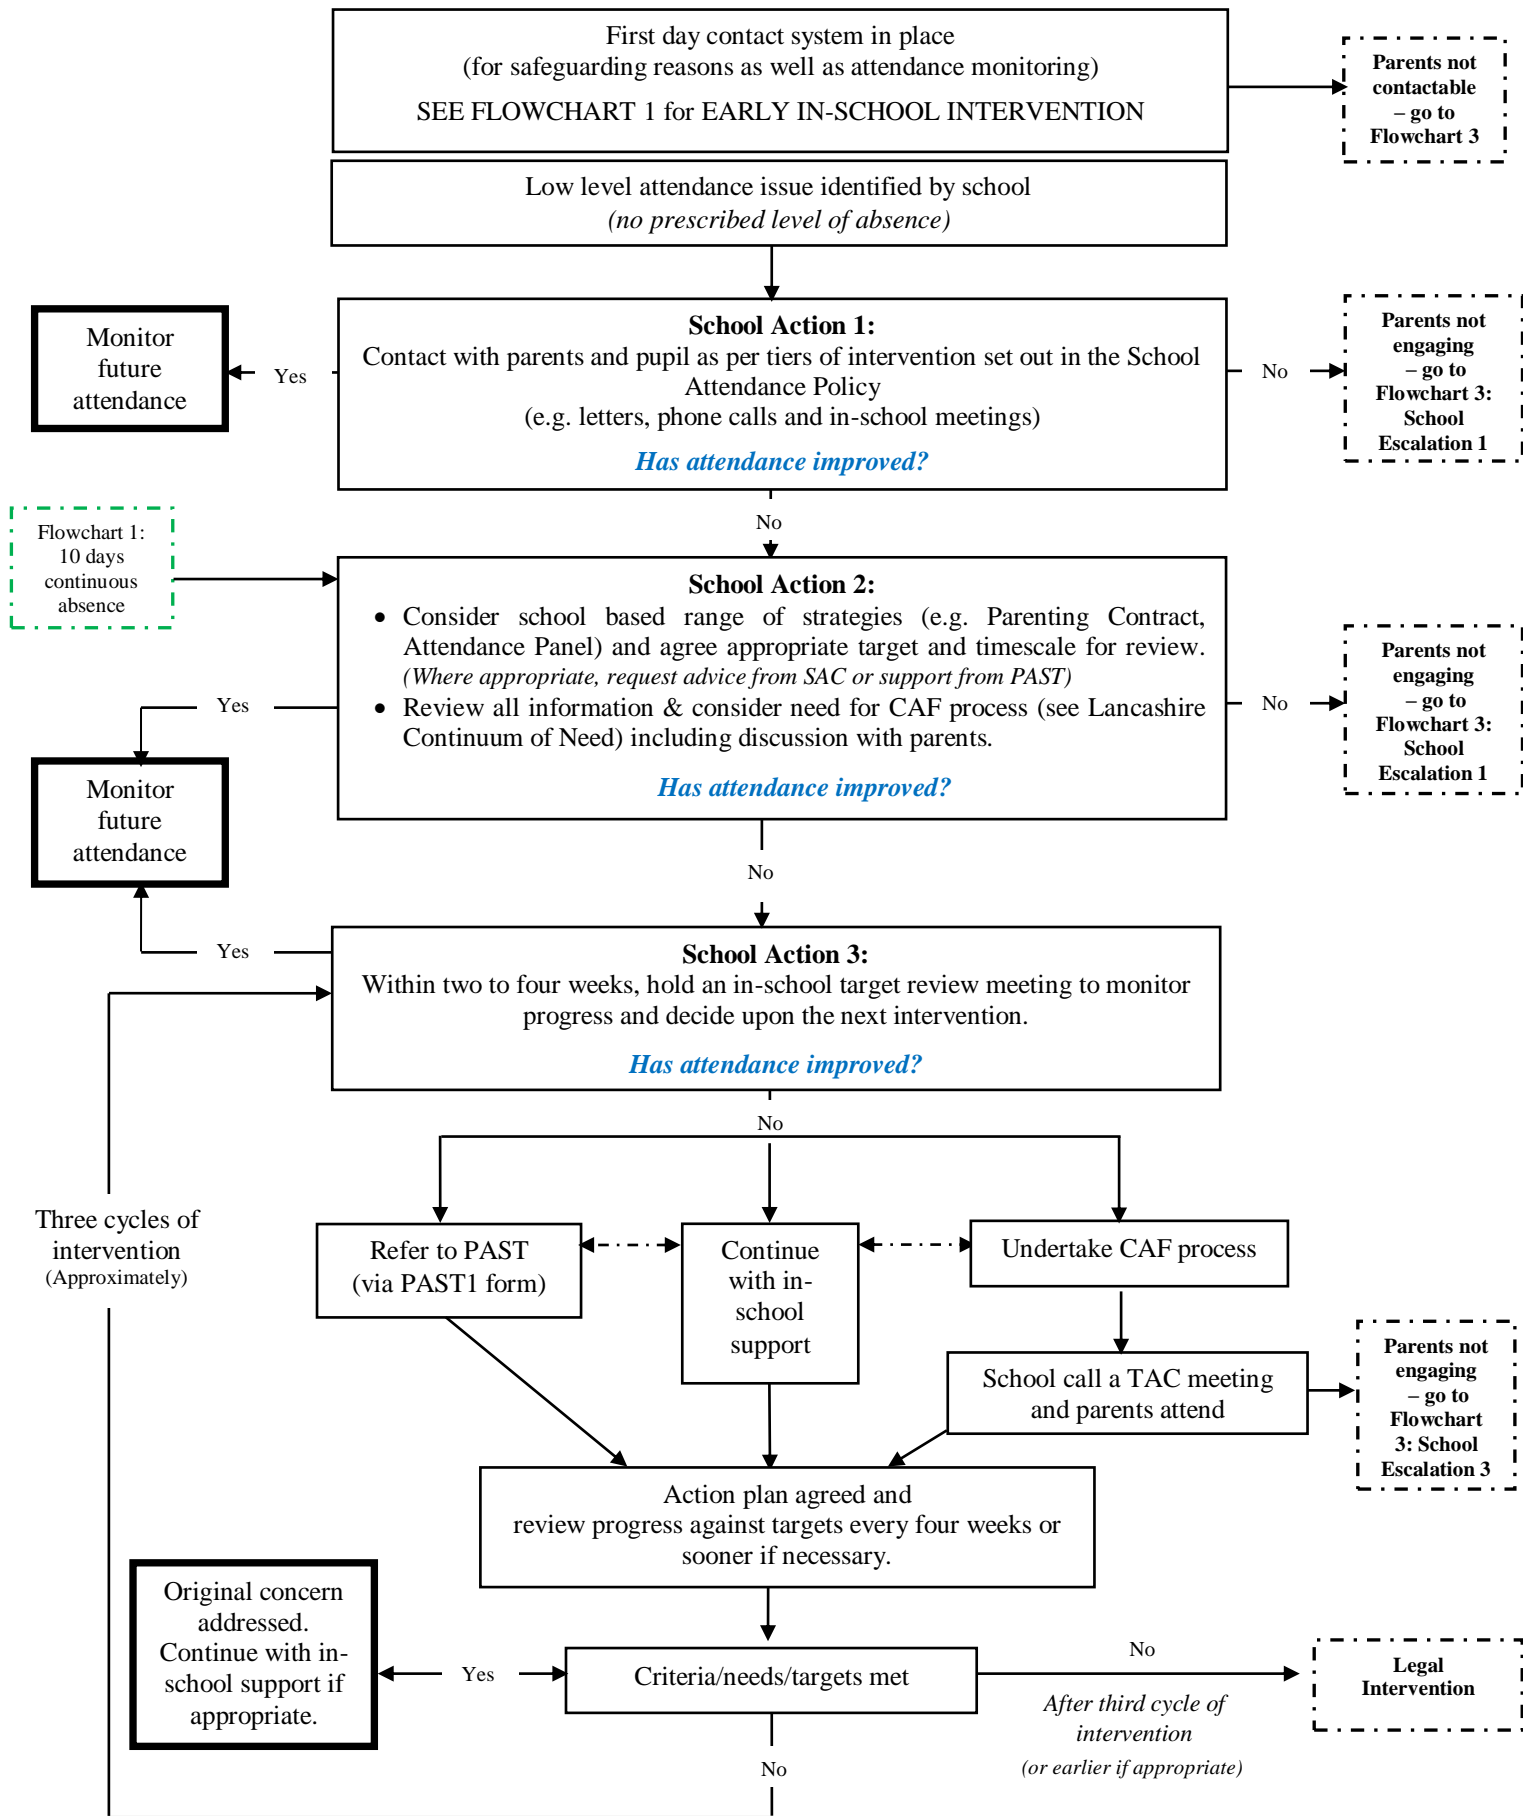 First day contact system in place
(for safeguarding reasons as well as attendance monitoring)
SEE FLOWCHART 1 for EARLY IN-SCHOOL INTERVENTION
Parents not
contactable
– go to
Flowchart 3
Low level attendance issue identified by school
(no prescribed level of absence)
Monitor
future
attendance
Yes
School Action 1:
Contact with parents and pupil as per tiers of intervention set out in the School
Attendance Policy
(e.g. letters, phone calls and in-school meetings)
Has attendance improved?
No
Parents not
engaging
– go to
Flowchart 3:
School
Escalation 1
No
Flowchart 1:
10 days
continuous
absence
School Action 2:
• Consider school based range of strategies (e.g. Parenting Contract,
Attendance Panel) and agree appropriate target and timescale for review.
(Where appropriate, request advice from SAC or support from PAST)
• Review all information & consider need for CAF process (see Lancashire
Continuum of Need) including discussion with parents.
Has attendance improved?
No
Parents not
engaging
– go to
Flowchart 3:
School
Escalation 1
Yes
Monitor
future
attendance
No
Yes
School Action 3:
Within two to four weeks, hold an in-school target review meeting to monitor
progress and decide upon the next intervention.
Has attendance improved?
No
Three cycles of
intervention
(Approximately)
Refer to PAST
(via PAST1 form)
Continue
with in-
school
support
Undertake CAF process
School call a TAC meeting
and parents attend
Parents not
engaging
– go to
Flowchart
3: School
Escalation 3
Action plan agreed and
review progress against targets every four weeks or
sooner if necessary.
Original concern
addressed.
Continue with in-
school support if
appropriate.
Yes
Criteria/needs/targets met
No
After third cycle of
intervention
(or earlier if appropriate)
Legal
Intervention
No